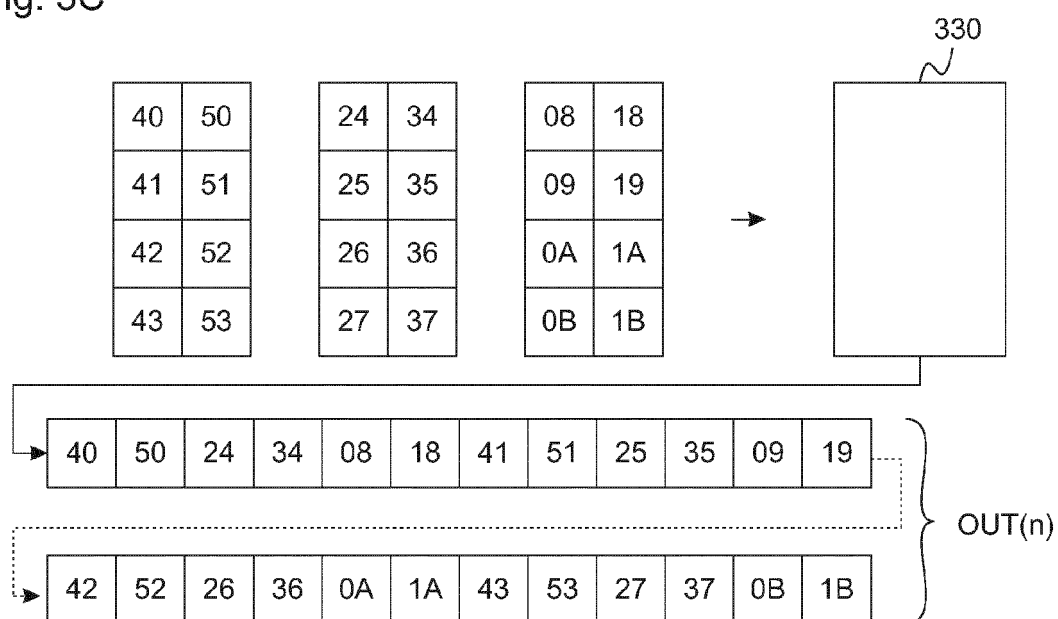 330
40 50 24 34 08 18
41 51 25 35 09 19
42 52 26 36 0A 1A
43 53 27 37 0B 1B
40 50 24 34 08 18 41 51 25 35 09 19
OUT(n)
42 52 26 36 0A 1A 43 53 27 37 0B 1B